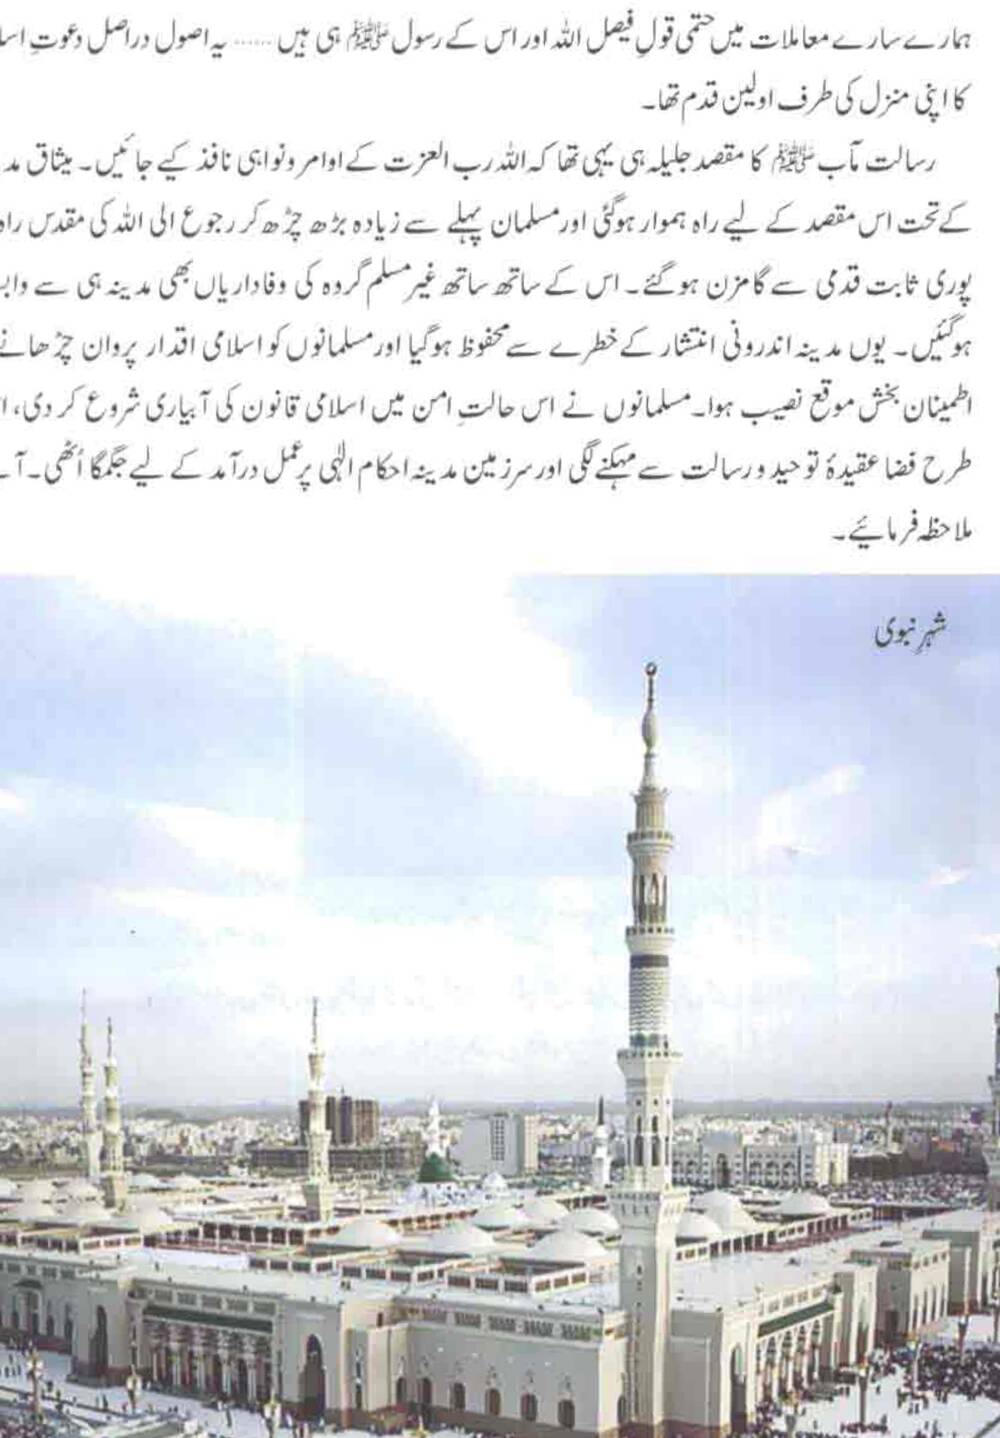 ہمارے سارے معاملات میں حتمی قولِ فیصل اللہ اور اس کے رسول ﷺ ہی ہیں ...... یہ اصول دراصل دعوتِ
کا اپنی منزل کی طرف اولین قدم تھا۔
رسالت مآب ﷺ کا مقصد جلیلہ ہی یہی تھا کہ اللہ رب العزت کے اوامر ونواہی نافذ کیے جائیں۔ میثاق
کے تحت اس مقصد کے لیے راہ ہموار ہوگئی اور مسلمان پہلے سے زیادہ بڑھ چڑھ کر رجوع الی اللہ کی مقدس راہ
پوری ثابت قدمی سے گامزن ہوگئے۔ اس کے ساتھ ساتھ غیر مسلم گروہ کی وفاداریاں بھی مدینہ ہی سے
ہوگئیں۔ یوں مدینہ اندرونی انتشار کے خطرے سے محفوظ ہوگیا اور مسلمانوں کو اسلامی اقدار پروان چڑھانے
اطمینان بخش موقع نصیب ہوا۔ مسلمانوں نے اس حالتِ امن میں اسلامی قانون کی آبیاری شروع کر دی،
طرح فضا عقیدۂ توحید و رسالت سے مہکنے لگی اور سرزمین مدینہ احکام الٰہی پر عمل درآمد کے لیے جگمگا اُٹھی۔
ملاحظہ فرمائیے۔
شہرِ نبوی